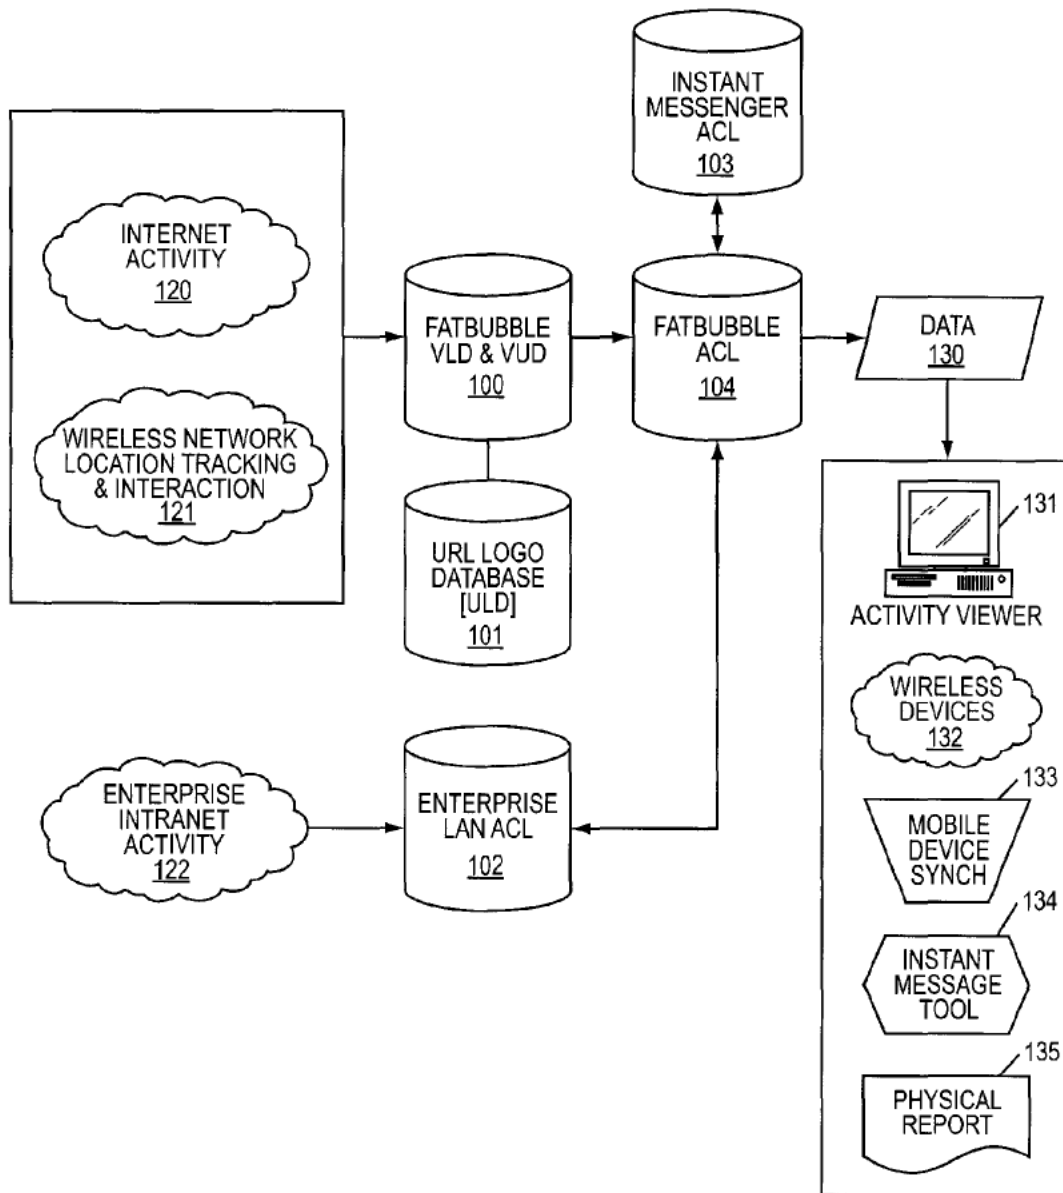 INSTANT
MESSENGER
ACL
103
INTERNET
ACTIVITY
120
WIRELESS NETWORK
LOCATION TRACKING
& INTERACTION
121
FATBUBBLE
VLD & VUD
100
FATBUBBLE
ACL
104
DATA
130
URL LOGO
DATABASE
[ULD]
101
131
ACTIVITY VIEWER
WIRELESS
DEVICES
132
ENTERPRISE
INTRANET
ACTIVITY
122
ENTERPRISE
LAN ACL
102
133
MOBILE
DEVICE
SYNCH
134
INSTANT
MESSAGE
TOOL
135
PHYSICAL
REPORT